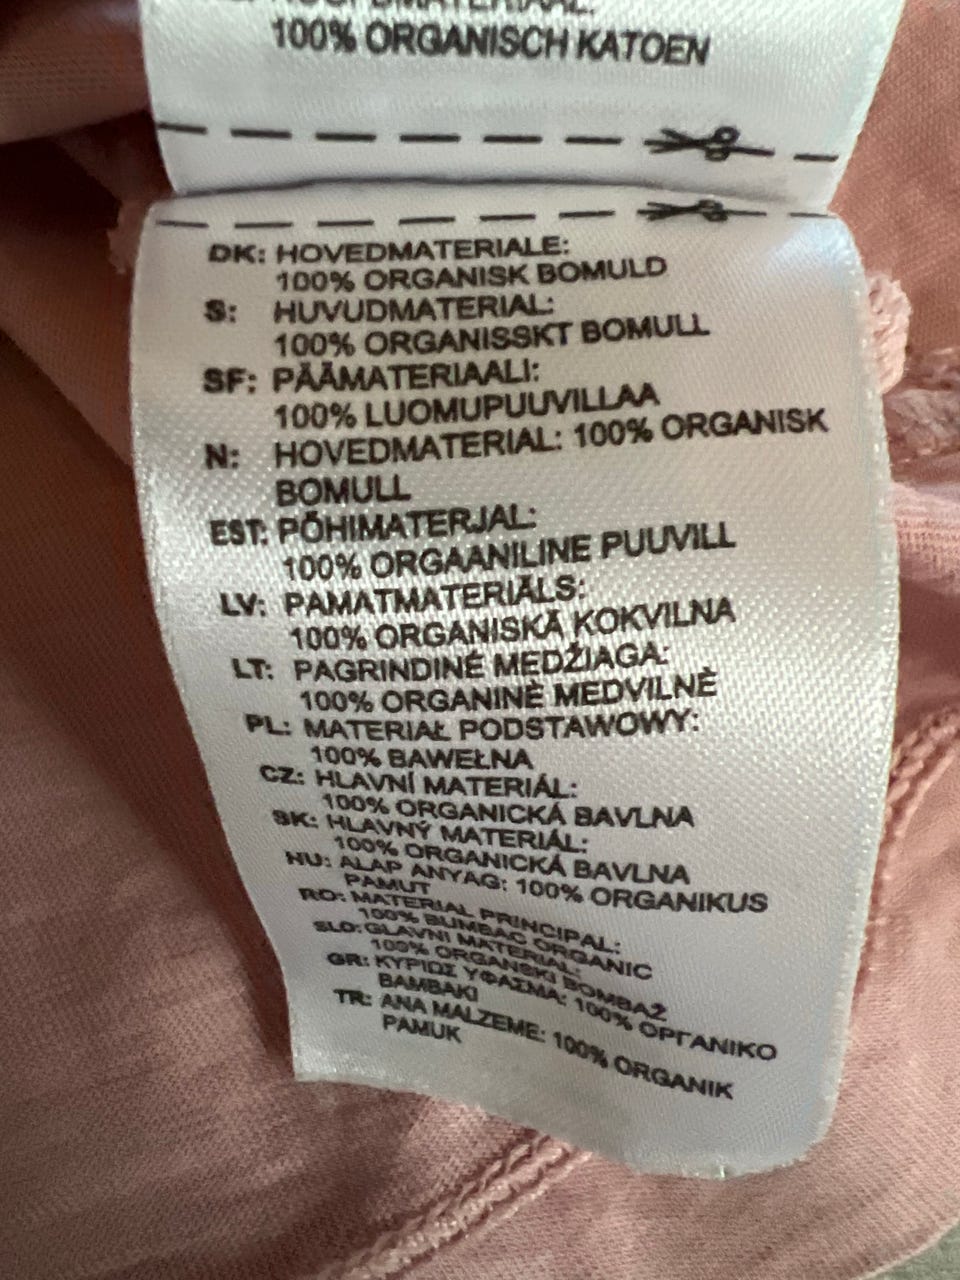 100% ORGANISCH KATOEN
DK: HOVEDMATERIALE:
100% ORGANISK BOMULD
S: HUVUDMATERIAL:
100% ORGANISSKT BOMULL
SF: PÄÄMATERIAALI:
100% LUOMUPUUVILLAA
N: HOVEDMATERIAL: 100% ORGANISK
BOMULL
EST: PÕHIMATERJAL:
100% ORGAANILINE PUUVILL
LV: PAMATMATERIĀLS:
100% ORGANISKĀ KOKVILNA
LT: PAGRINDINĖ MEDŽIAGA:
100% ORGANINĖ MEDVILNĖ
PL: MATERIAŁ PODSTAWOWY:
100% BAWEŁNA
CZ: HLAVNÍ MATERIÁL:
100% ORGANICKÁ BAVLNA
SK: HLAVNÝ MATERIÁL:
100% ORGANICKÁ BAVLNA
HU: ALAP ANYAG: 100% ORGANIKUS
PAMUT
RO: MATERIAL PRINCIPAL:
100% BUMBAC ORGANIC
SLO: GLAVNI MATERIAL:
100% ORGANSKI BOMBAŽ
GR: ΚΥΡΙΩΣ ΥΦΑΣΜΑ: 100% ΟΡΓΑΝΙΚΟ
ΒΑΜΒΑΚΙ
TR: ANA MALZEME: 100% ORGANIK
PAMUK